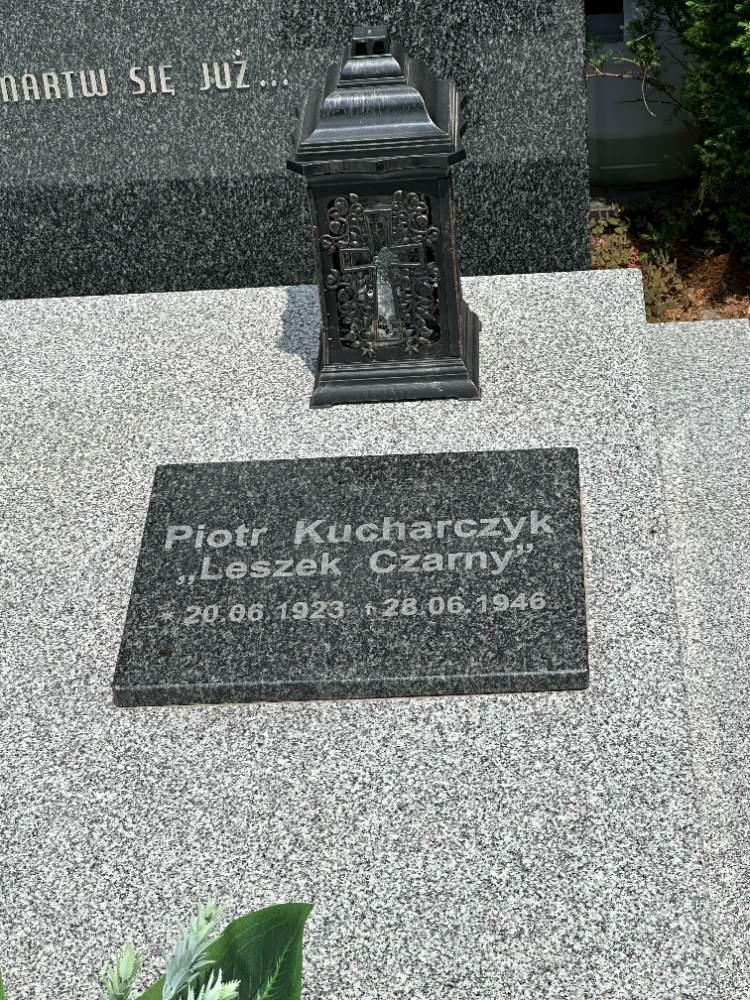 SIĘ JUŻ...
Piotr Kucharczyk
„Leszek Czarny”
* 20.06.1923 † 28.06.1946